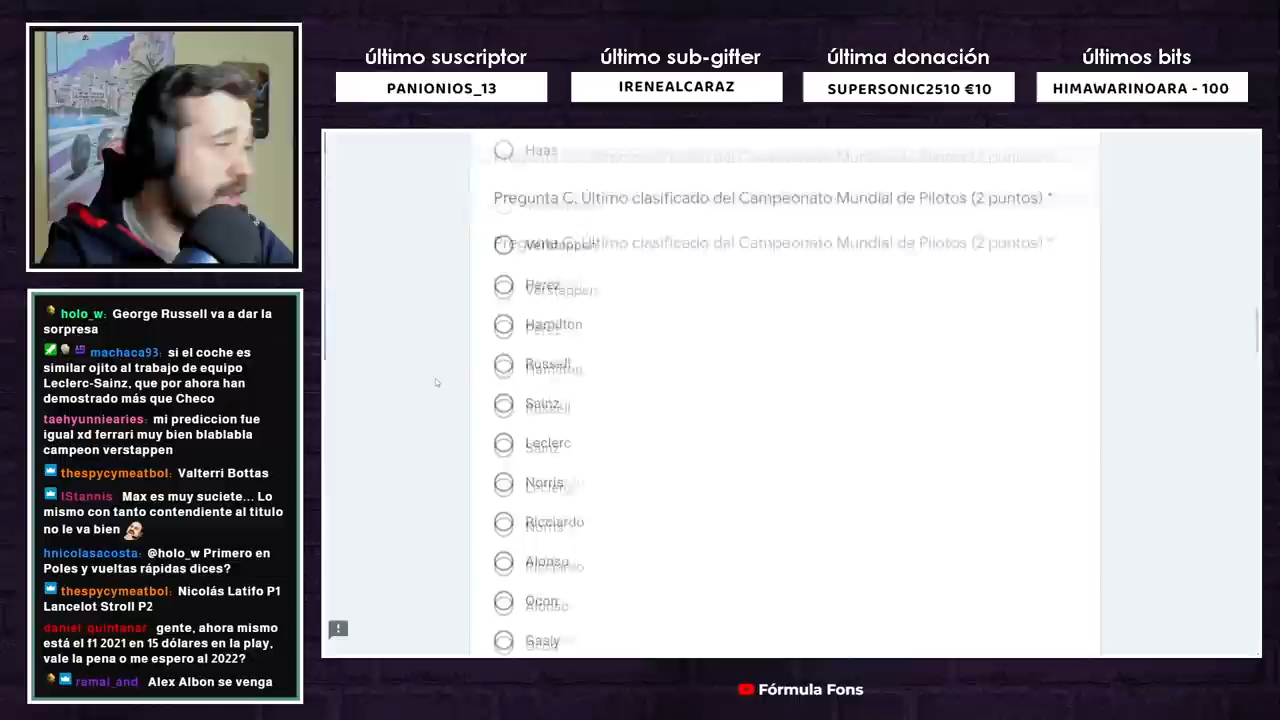 último suscriptor
último sub-gifter
última donación
últimos bits
PANIONIOS_13
IRENEALCARAZ
SUPERSONIC2510 €10
HIMAWARINOARA - 100
holo_w: George Russell va a dar la
sorpresa
machaca93: si el coche es
similar ojito al trabajo de equipo
Leclerc-Sainz, que por ahora han
demostrado más que Checo
taehyunniearies: mi prediccion fue
igual xd ferrari muy bien blablabla
campeon verstappen
thespycymeatbol: Valterri Bottas
IStannis Max es muy suciete... Lo
mismo con tanto contendiente al titulo
no le va bien
hnicolasacosta: @holo_w Primero en
Poles y vueltas rápidas dices?
thespycymeatbol: Nicolás Latifo P1
Lancelot Stroll P2
daniel_quintanar: gente, ahora mismo
está el f1 2021 en 15 dólares en la play,
vale la pena o me espero al 2022?
ramal_and: Alex Albon se venga
Haas
Pregunta C. Último clasificado del Campeonato Mundial de Pilotos (2 puntos) *
Verstappen
Perez
Hamilton
Russell
Sainz
Leclerc
Norris
Ricciardo
Alonso
Ocon
Gasly
Fórmula Fons